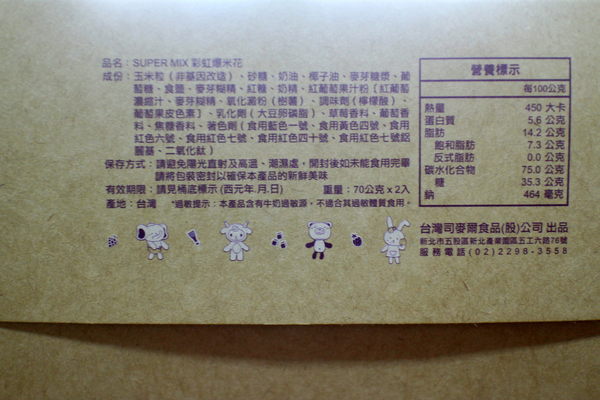 品名：SUPER MIX 彩虹爆米花
成份：玉米粒（非基因改造）、砂糖、奶油、椰子油、麥芽糖漿、葡
萄糖、食鹽、麥芽糊精、紅糖、奶精、紅葡萄果汁粉（紅葡萄
濃縮汁、麥芽糊精、氧化澱粉（樹薯）、調味劑（檸檬酸）、
葡萄果皮色素）、乳化劑（大豆卵磷脂）、草莓香料、葡萄香
料、焦糖香料、著色劑（食用藍色一號、食用黃色四號、食用
紅色六號、食用紅色七號、食用紅色四十號、食用紅色七號鋁
麗基、二氧化鈦）
保存方式：請避免陽光直射及高溫、潮濕處，開封後如未能食用完畢
請將包裝密封以確保本產品的新鮮美味
有效期限：請見桶底標示（西元年.月.日）
重量：70公克x2入
產地：台灣 *過敏提示：本產品含有牛奶過敏源，不適合其過敏體質食用。
營養標示
每100公克
熱量 450 大卡
蛋白質 5.6 公克
脂肪 14.2 公克
飽和脂肪 7.3 公克
反式脂肪 0.0 公克
碳水化合物 75.0 公克
糖 35.3 公克
鈉 464 毫克
台灣司麥爾食品(股)公司 出品
新北市五股區新北產業園區五工六路76號
服務電話(02)2298-3558